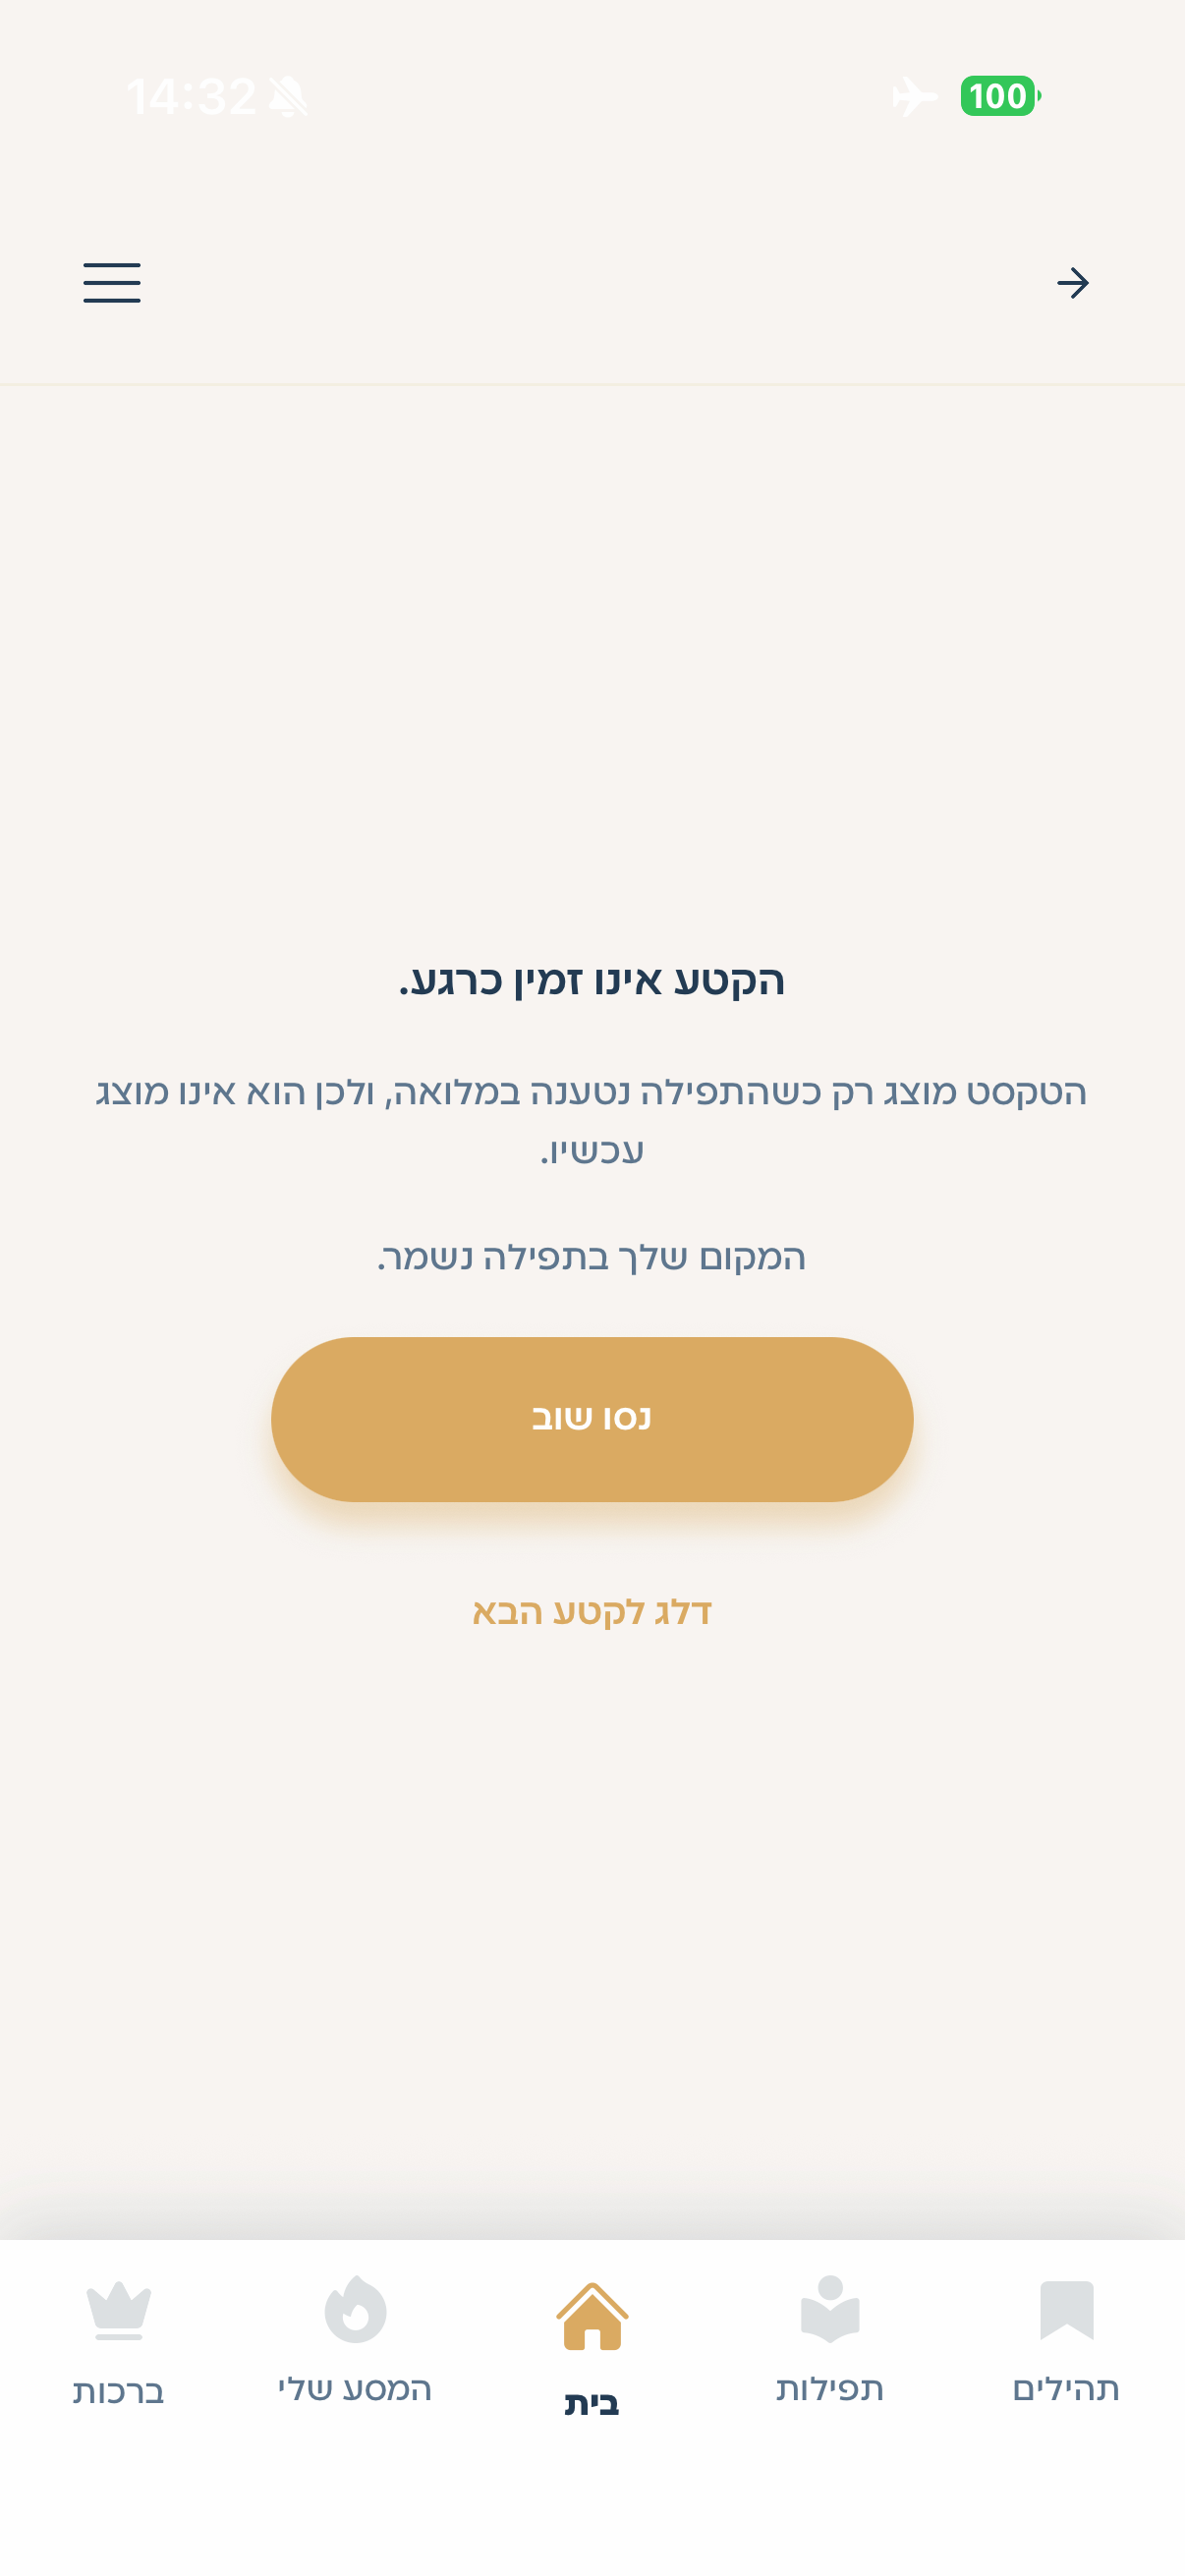 14:32
100
הקטע אינו זמין כרגע.
הטקסט מוצג רק כשהתפילה נטענה במלואה, ולכן הוא אינו מוצג
עכשיו.
המקום שלך בתפילה נשמר.
נסו שוב
דלג לקטע הבא
תהילים
תפילות
בית
המסע שלי
ברכות